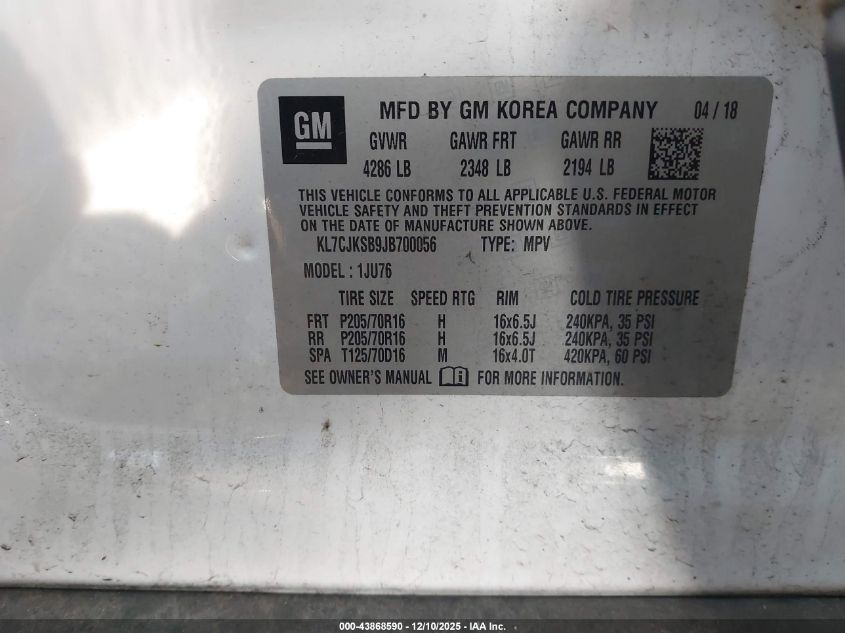 GM
MFD BY GM KOREA COMPANY 04 / 18
GVWR GAWR FRT GAWR RR
4286 LB 2348 LB 2194 LB
THIS VEHICLE CONFORMS TO ALL APPLICABLE U.S. FEDERAL MOTOR
VEHICLE SAFETY AND THEFT PREVENTION STANDARDS IN EFFECT
ON THE DATE OF MANUFACTURE SHOWN ABOVE.
KL7CJKSB9JB700056 TYPE: MPV
MODEL : 1JU76
TIRE SIZE SPEED RTG RIM COLD TIRE PRESSURE
FRT P205/70R16 H 16x6.5J 240KPA, 35 PSI
RR P205/70R16 H 16x6.5J 240KPA, 35 PSI
SPA T125/70D16 M 16x4.0T 420KPA, 60 PSI
SEE OWNER'S MANUAL FOR MORE INFORMATION.
000-43868590 - 12/10/2025 - IAA Inc.